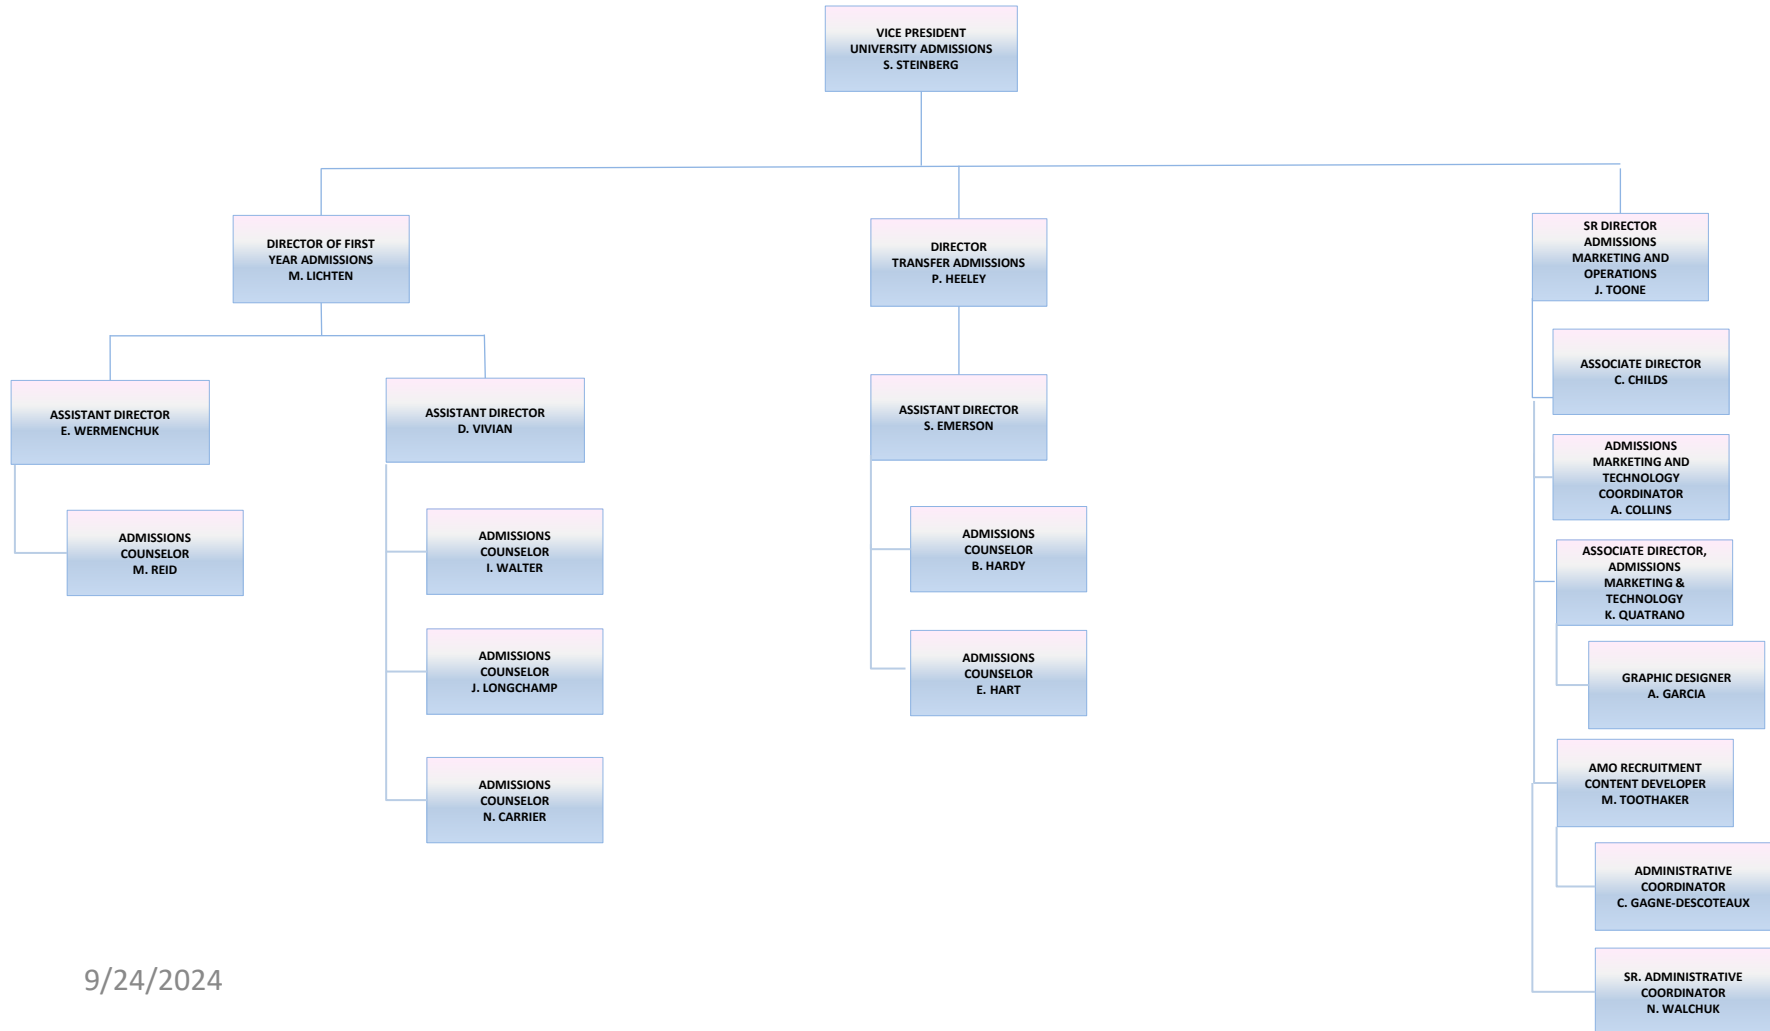 VICE PRESIDENT
UNIVERSITY ADMISSIONS
S. STEINBERG
DIRECTOR OF FIRST
YEAR ADMISSIONS
M. LICHTEN
DIRECTOR
TRANSFER ADMISSIONS
P. HEELEY
SR DIRECTOR
ADMISSIONS
MARKETING AND
OPERATIONS
J. TOONE
ASSISTANT DIRECTOR
E. WERMENCHUK
ASSISTANT DIRECTOR
D. VIVIAN
ASSISTANT DIRECTOR
S. EMERSON
ASSOCIATE DIRECTOR
C. CHILDS
ADMISSIONS
MARKETING AND
TECHNOLOGY
COORDINATOR
A. COLLINS
ADMISSIONS
COUNSELOR
M. REID
ADMISSIONS
COUNSELOR
I. WALTER
ADMISSIONS
COUNSELOR
B. HARDY
ASSOCIATE DIRECTOR,
ADMISSIONS
MARKETING &
TECHNOLOGY
K. QUATRANO
ADMISSIONS
COUNSELOR
J. LONGCHAMP
ADMISSIONS
COUNSELOR
E. HART
GRAPHIC DESIGNER
A. GARCIA
ADMISSIONS
COUNSELOR
N. CARRIER
AMO RECRUITMENT
CONTENT DEVELOPER
M. TOOTHAKER
ADMINISTRATIVE
COORDINATOR
C. GAGNE-DESCOTEAUX
SR. ADMINISTRATIVE
COORDINATOR
N. WALCHUK
9/24/2024